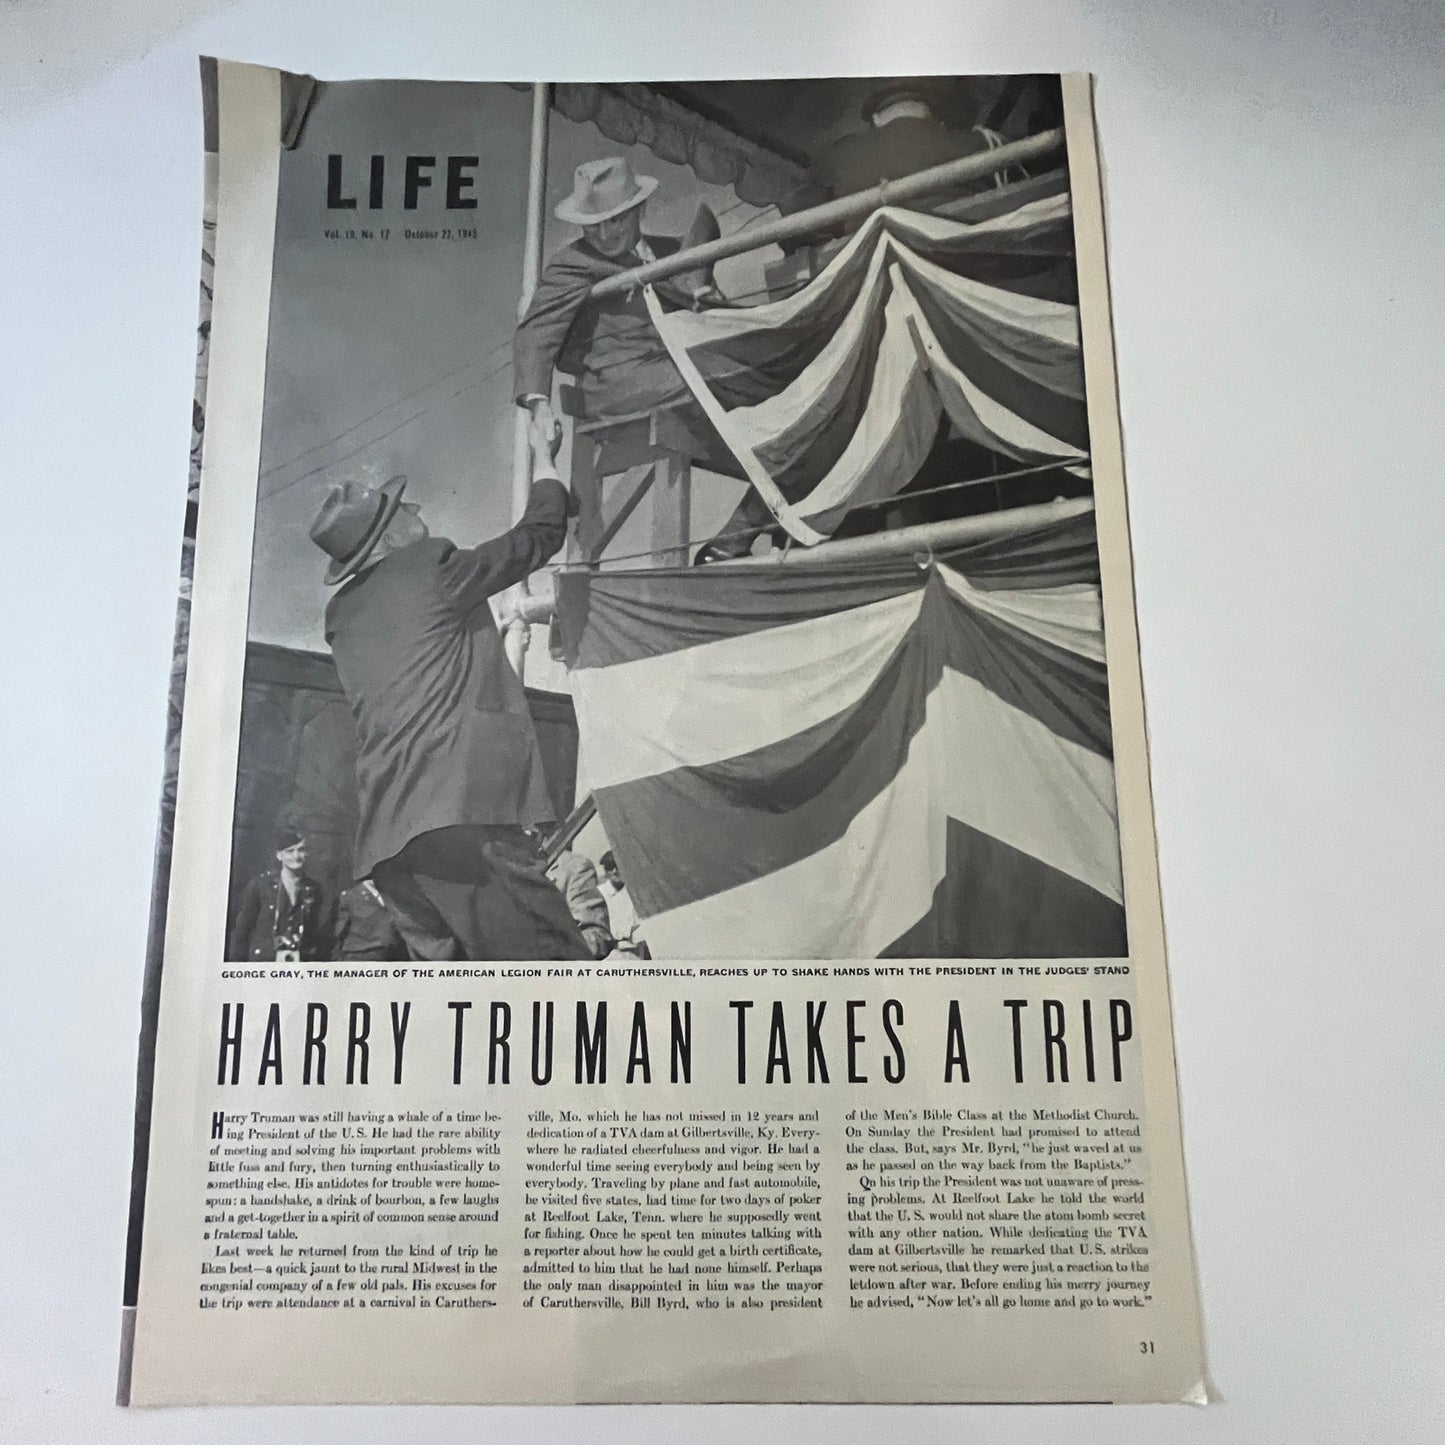 LIFE
Vol. 19, No. 17 October 22, 1945
GEORGE GRAY, THE MANAGER OF THE AMERICAN LEGION FAIR AT CARUTHERSVILLE, REACHES UP TO SHAKE HANDS WITH THE PRESIDENT IN THE JUDGES' STAND
HARRY TRUMAN TAKES A TRIP
Harry Truman was still having a whale of a time be-
ing President of the U. S. He had the rare ability
of meeting and solving his important problems with
little fuss and fury, then turning enthusiastically to
something else. His antidotes for trouble were home-
spun: a handshake, a drink of bourbon, a few laughs
and a get-together in a spirit of common sense around
a fraternal table.
Last week he returned from the kind of trip he
likes best—a quick jaunt to the rural Midwest in the
congenial company of a few old pals. His excuses for
the trip were attendance at a carnival in Caruthers-
ville, Mo. which he has not missed in 12 years and
dedication of a TVA dam at Gilbertsville, Ky. Every-
where he radiated cheerfulness and vigor. He had a
wonderful time seeing everybody and being seen by
everybody. Traveling by plane and fast automobile,
he visited five states, had time for two days of poker
at Reelfoot Lake, Tenn. where he supposedly went
for fishing. Once he spent ten minutes talking with
a reporter about how he could get a birth certificate,
admitted to him that he had none himself. Perhaps
the only man disappointed in him was the mayor
of Caruthersville, Bill Byrd, who is also president
of the Men's Bible Class at the Methodist Church.
On Sunday the President had promised to attend
the class. But, says Mr. Byrd, "he just waved at us
as he passed on the way back from the Baptists."
On his trip the President was not unaware of press-
ing problems. At Reelfoot Lake he told the world
that the U. S. would not share the atom bomb secret
with any other nation. While dedicating the TVA
dam at Gilbertsville he remarked that U. S. strikes
were not serious, that they were just a reaction to the
letdown after war. Before ending his merry journey
he advised, "Now let's all go home and go to work."
31